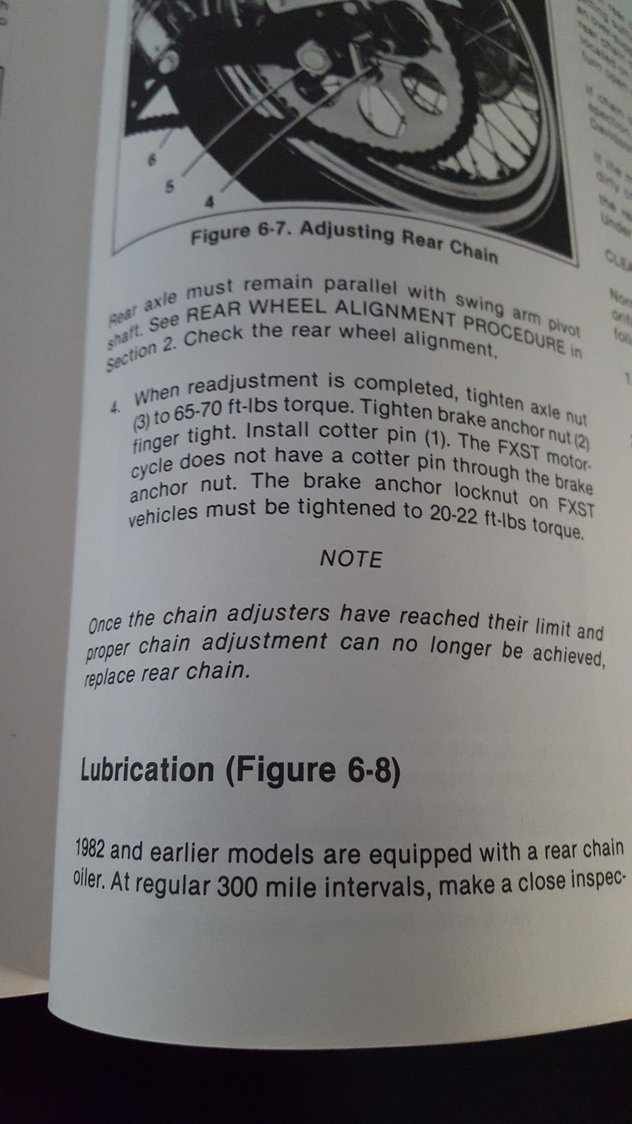 6
5
4
Figure 6-7. Adjusting Rear Chain
Rear axle must remain parallel with swing arm pivot
shaft. See REAR WHEEL ALIGNMENT PROCEDURE in
Section 2. Check the rear wheel alignment.
4. When readjustment is completed, tighten axle nut
(3) to 65-70 ft-lbs torque. Tighten brake anchor nut (2)
finger tight. Install cotter pin (1). The FXST motor-
cycle does not have a cotter pin through the brake
anchor nut. The brake anchor locknut on FXST
vehicles must be tightened to 20-22 ft-lbs torque.
NOTE
Once the chain adjusters have reached their limit and
proper chain adjustment can no longer be achieved,
replace rear chain.
Lubrication (Figure 6-8)
1982 and earlier models are equipped with a rear chain
oiler. At regular 300 mile intervals, make a close inspec-